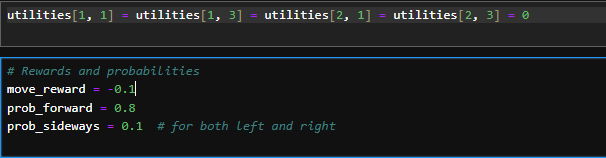 utilities[1, 1] = utilities[1, 3] = utilities[2, 1] = utilities[2, 3] = 0
# Rewards and probabilities
move_reward = -0.1
prob_forward = 0.8
prob_sideways = 0.1  # for both left and right